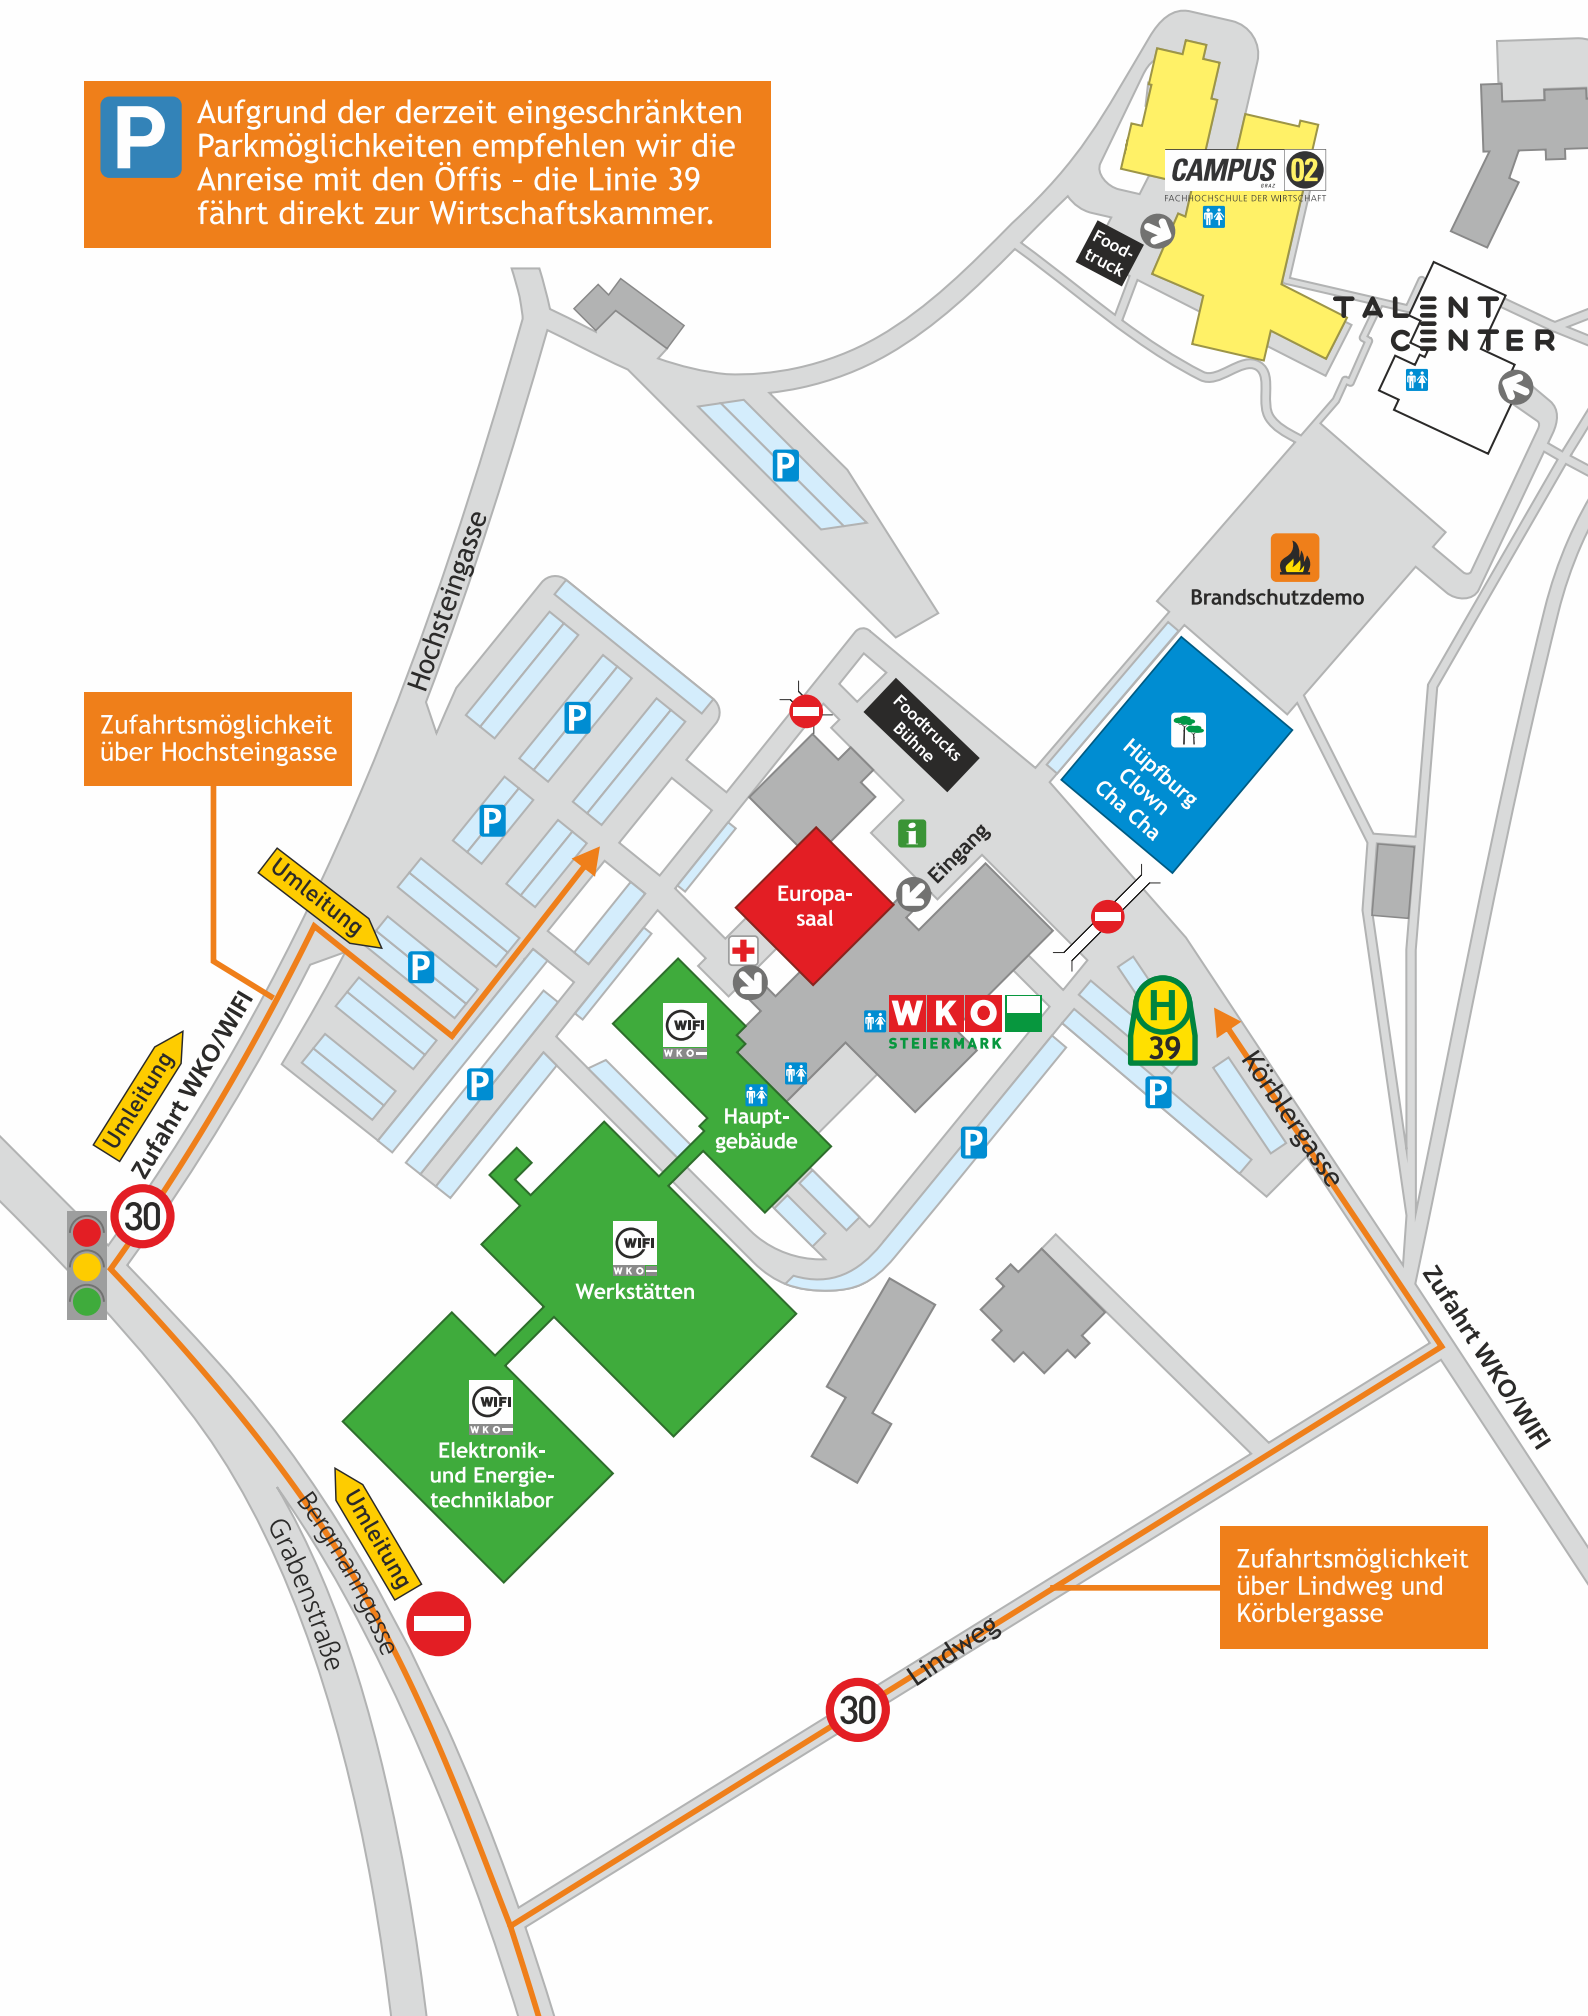 P
Aufgrund der derzeit eingeschränkten
Parkmöglichkeiten empfehlen wir die
Anreise mit den Öffis – die Linie 39
fährt direkt zur Wirtschaftskammer.
CAMPUS 02
GRAZ
FACHHOCHSCHULE DER WIRTSCHAFT
Food-
truck
TALENT
CENTER
P
Hochsteingasse
Brandschutzdemo
Zufahrtsmöglichkeit
über Hochsteingasse
P
Foodtrucks
Bühne
Hüpfburg
Clown
Cha Cha
P
i
Eingang
Umleitung
Europa-
saal
P
Zufahrt WKO/WIFI
WIFI
WKO
WKO
STEIERMARK
H
39
Umleitung
P
P
Körblergasse
Haupt-
gebäude
P
30
WIFI
WKO
Werkstätten
Zufahrt WKO/WIFI
WIFI
WKO
Elektronik-
und Energie-
techniklabor
Umleitung
Bergmanngasse
Grabenstraße
Zufahrtsmöglichkeit
über Lindweg und
Körblergasse
Lindweg
30